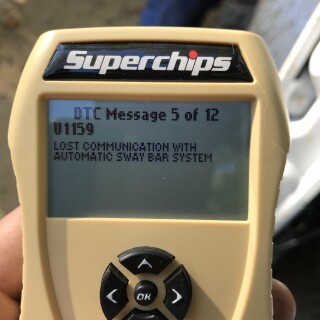 Superchips
DTC Message 5 of 12
U1159
LOST COMMUNICATION WITH
AUTOMATIC SWAY BAR SYSTEM
OK